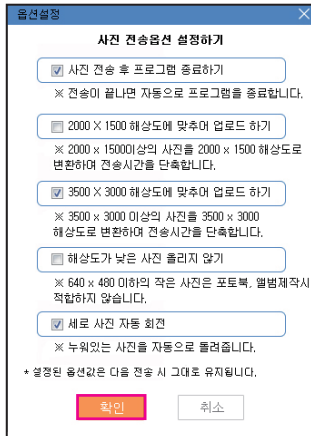 옵션설정
사진 전송옵션 설정하기
사진 전송 후 프로그램 종료하기
※ 전송이 끝나면 자동으로 프로그램을 종료합니다.
2000 X 1500 해상도에 맞추어 업로드 하기
※ 2000 x 1500이상의 사진을 2000 x 1500 해상도로
변환하여 전송시간을 단축합니다.
3500 X 3000 해상도에 맞추어 업로드 하기
※ 3500 x 3000 이상의 사진을 3500 x 3000
해상도로 변환하여 전송시간을 단축합니다.
해상도가 낮은 사진 올리지 않기
※ 640 x 480 이하의 작은 사진은 포토북, 앨범제작시
적합하지 않습니다.
세로 사진 자동 회전
※ 누워있는 사진을 자동으로 돌려줍니다.
* 설정된 옵션값은 다음 전송 시 그대로 유지됩니다.
확인
취소